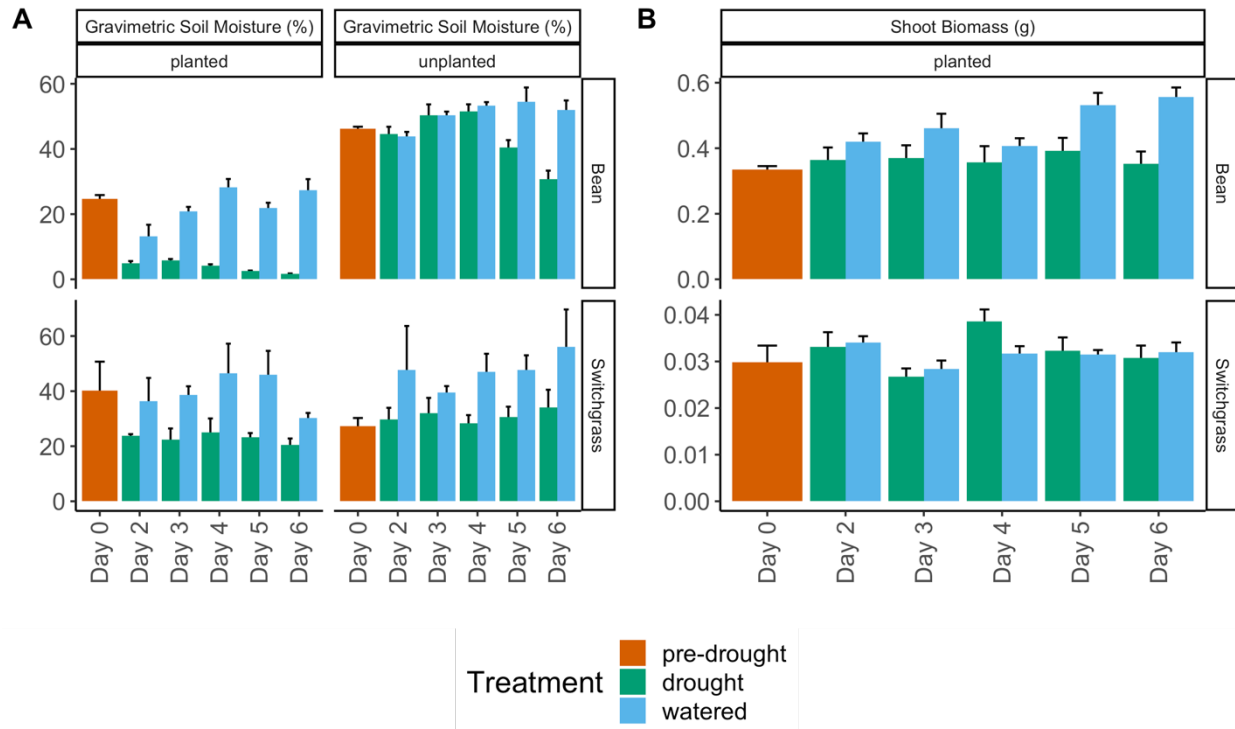 A
Gravimetric Soil Moisture (%)
Gravimetric Soil Moisture (%)
planted
unplanted
60
40
20
0
Bean
60
40
20
0
Switchgrass
Day 0
Day 2
Day 3
Day 4
Day 5
Day 6
Day 0
Day 2
Day 3
Day 4
Day 5
Day 6
B
Shoot Biomass (g)
planted
0.6
0.4
0.2
0.0
Bean
0.04
0.03
0.02
0.01
0.00
Switchgrass
Day 0
Day 2
Day 3
Day 4
Day 5
Day 6
Treatment
pre-drought
drought
watered